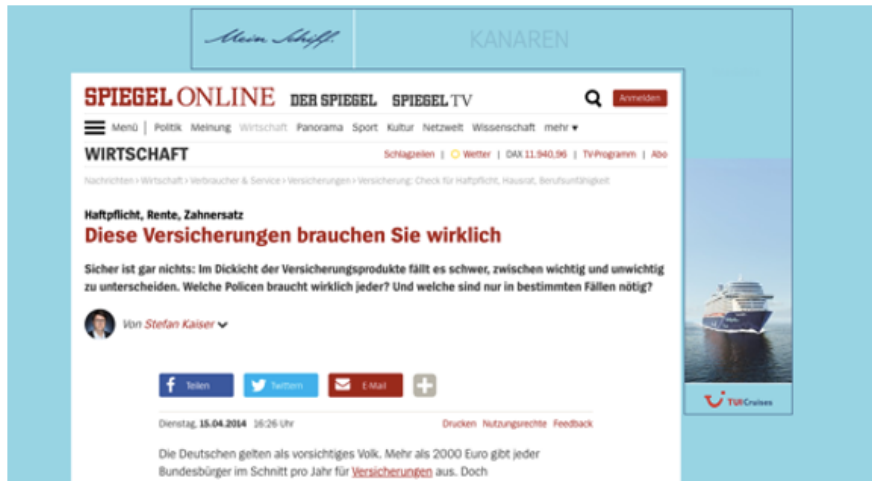 Mein Schiff.
KANAREN
SPIEGEL ONLINE DER SPIEGEL SPIEGEL TV Anmelden
Menü | Politik Meinung Wirtschaft Panorama Sport Kultur Netzwelt Wissenschaft mehr ▾
WIRTSCHAFT Schlagzeilen | Wetter | DAX 11.940,96 | TV-Programm | Abo
Nachrichten > Wirtschaft > Verbraucher & Service > Versicherungen > Versicherung: Check für Haftpflicht, Hausrat, Berufsunfähigkeit
Haftpflicht, Rente, Zahnersatz
Diese Versicherungen brauchen Sie wirklich
Sicher ist gar nichts: Im Dickicht der Versicherungsprodukte fällt es schwer, zwischen wichtig und unwichtig
zu unterscheiden. Welche Policen braucht wirklich jeder? Und welche sind nur in bestimmten Fällen nötig?
Von Stefan Kaiser
Teilen Twittern E-Mail
TUI Cruises
Dienstag, 15.04.2014 16:26 Uhr Drucken Nutzungsrechte Feedback
Die Deutschen gelten als vorsichtiges Volk. Mehr als 2000 Euro gibt jeder
Bundesbürger im Schnitt pro Jahr für Versicherungen aus. Doch